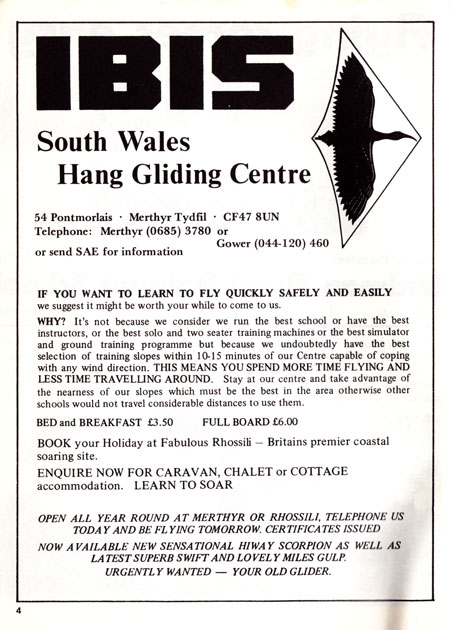 IBIS
South Wales
Hang Gliding Centre
54 Pontmorlais · Merthyr Tydfil · CF47 8UN
Telephone: Merthyr (0685) 3780 or
Gower (044-120) 460
or send SAE for information
IF YOU WANT TO LEARN TO FLY QUICKLY SAFELY AND EASILY
we suggest it might be worth your while to come to us.
WHY? It's not because we consider we run the best school or have the best
instructors, or the best solo and two seater training machines or the best simulator
and ground training programme but because we undoubtedly have the best
selection of training slopes within 10-15 minutes of our Centre capable of coping
with any wind direction. THIS MEANS YOU SPEND MORE TIME FLYING AND
LESS TIME TRAVELLING AROUND. Stay at our centre and take advantage of
the nearness of our slopes which must be the best in the area otherwise other
schools would not travel considerable distances to use them.
BED and BREAKFAST £3.50 FULL BOARD £6.00
BOOK your Holiday at Fabulous Rhossili – Britains premier coastal
soaring site.
ENQUIRE NOW FOR CARAVAN, CHALET or COTTAGE
accommodation. LEARN TO SOAR
OPEN ALL YEAR ROUND AT MERTHYR OR RHOSSILI, TELEPHONE US
TODAY AND BE FLYING TOMORROW. CERTIFICATES ISSUED
NOW AVAILABLE NEW SENSATIONAL HIWAY SCORPION AS WELL AS
LATEST SUPERB SWIFT AND LOVELY MILES GULP.
URGENTLY WANTED — YOUR OLD GLIDER.
4